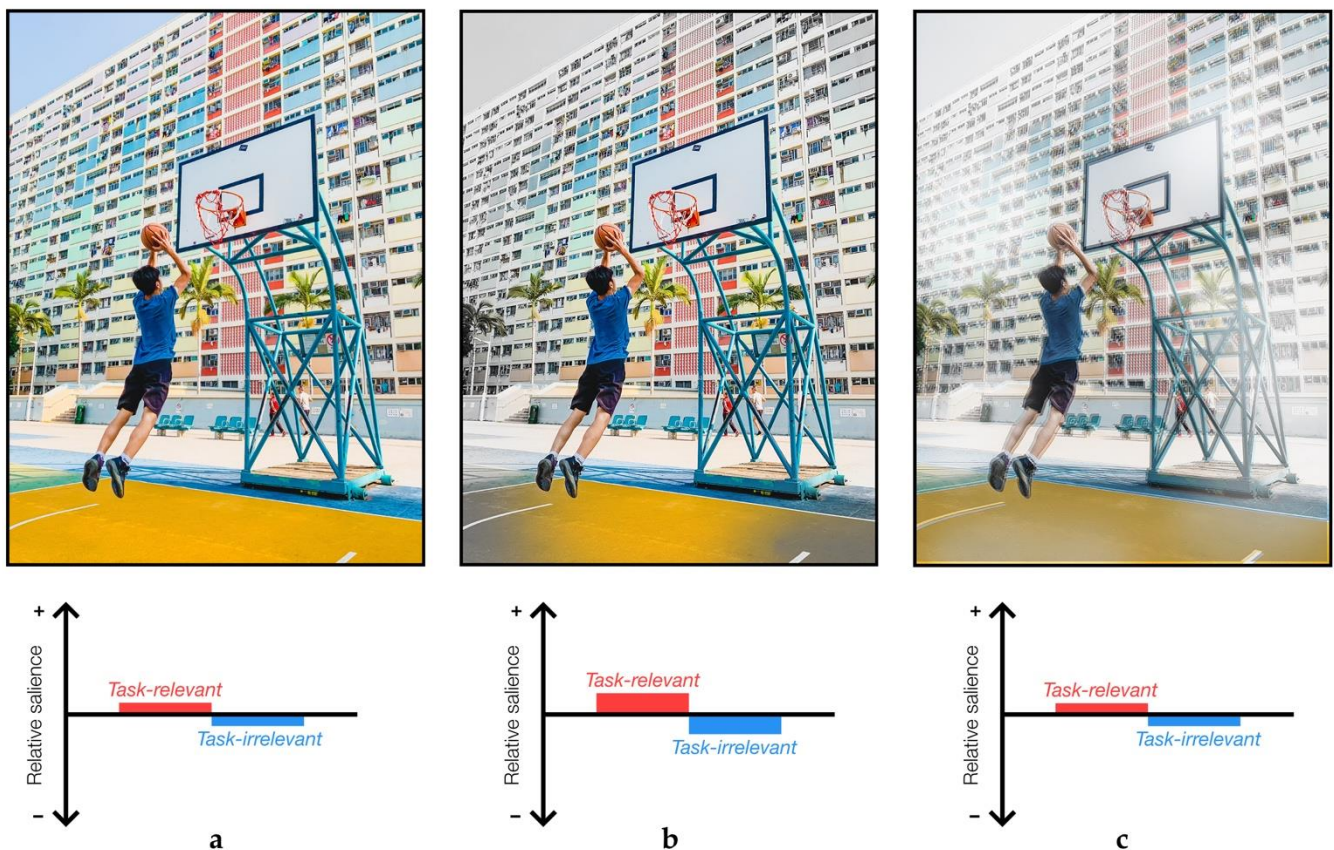 +
Relative salience
Task-relevant
Task-irrelevant
–
a
+
Relative salience
Task-relevant
Task-irrelevant
–
b
+
Relative salience
Task-relevant
Task-irrelevant
–
c